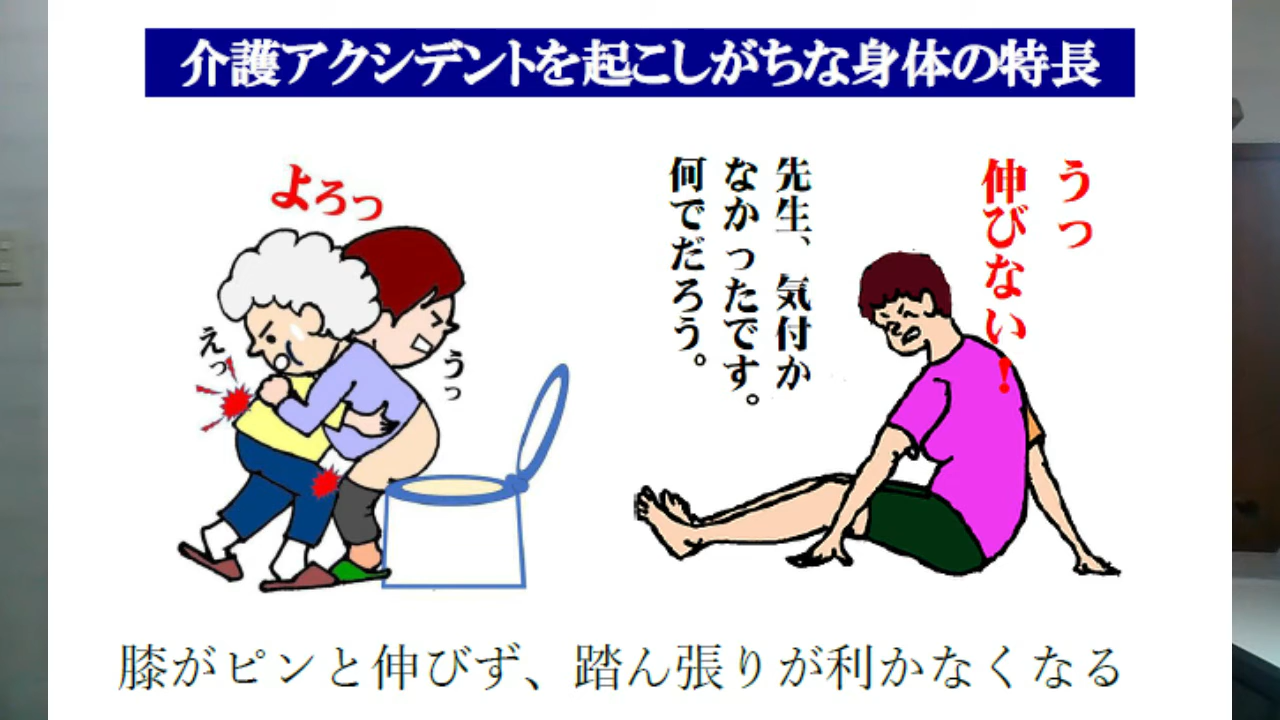 介護アクシデントを起こしがちな身体の特長
よろっ
えっ
うっ
うっ
伸びない！
先生、気付か
なかったです。
何でだろう。
膝がピンと伸びず、踏ん張りが利かなくなる